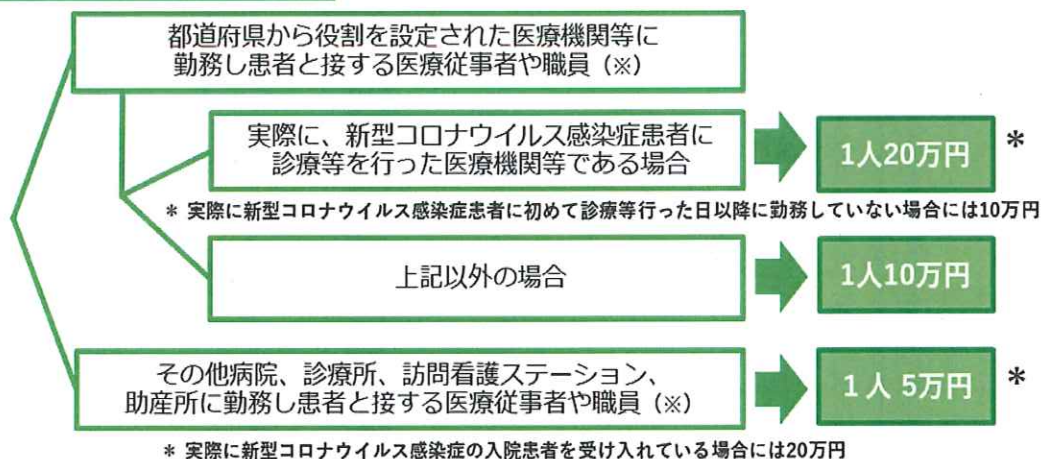 都道府県から役割を設定された医療機関等に
勤務し患者と接する医療従事者や職員（※）
実際に、新型コロナウイルス感染症患者に
診療等を行った医療機関等である場合
1人20万円
*
* 実際に新型コロナウイルス感染症患者に初めて診療等行った日以降に勤務していない場合には10万円
上記以外の場合
1人10万円
その他病院、診療所、訪問看護ステーション、
助産所に勤務し患者と接する医療従事者や職員（※）
1人 5万円
*
* 実際に新型コロナウイルス感染症の入院患者を受け入れている場合には20万円